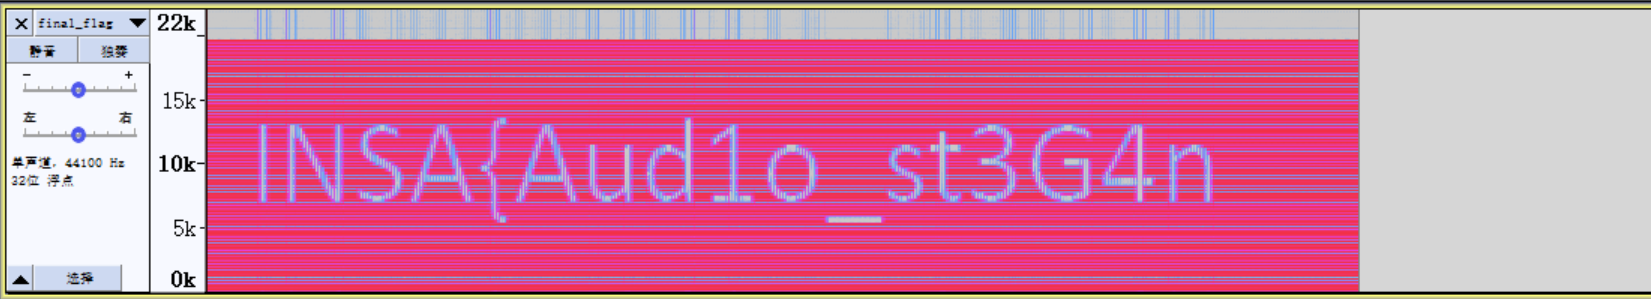 × final_flag ▼
静音 独奏
- +
左 右
单声道, 44100 Hz
32位 浮点
▲ 选择
22k
15k
10k
5k
0k
INSA{Aud1o_st3G4n